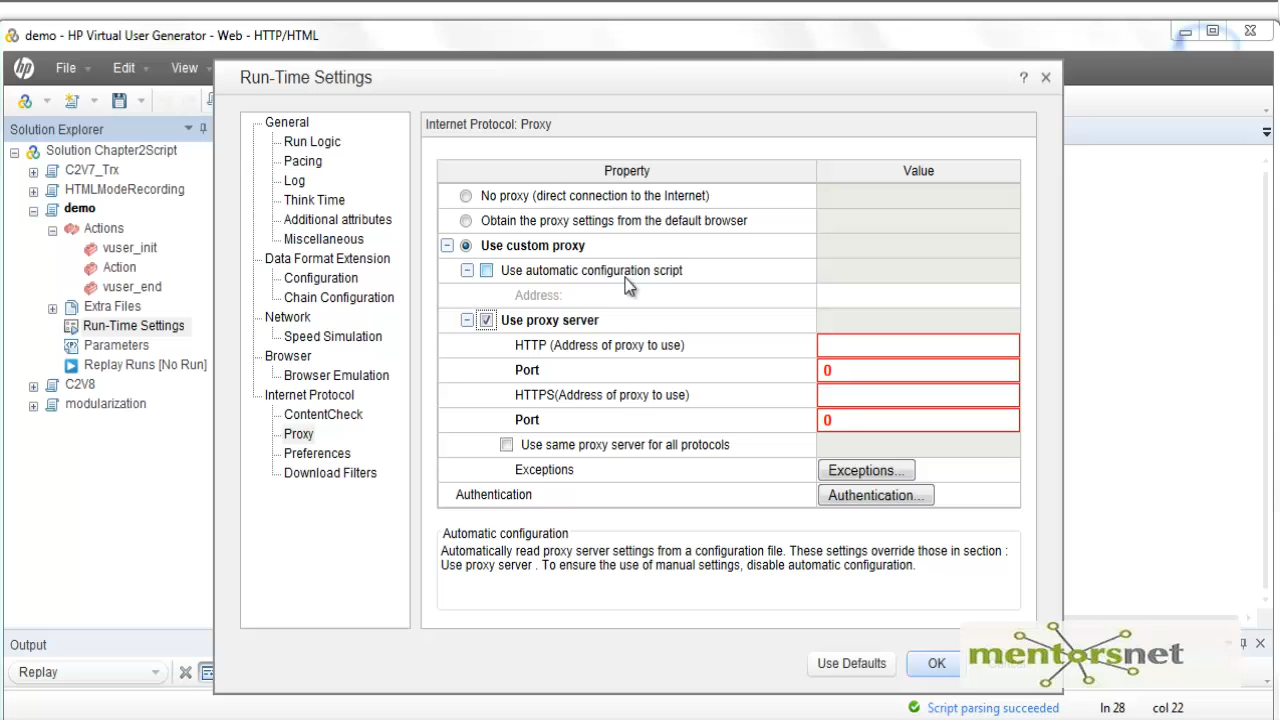 demo - HP Virtual User Generator - Web - HTTP/HTML
hp File Edit View
Run-Time Settings
?
Solution Explorer
Solution Chapter2Script
C2V7_Trx
HTMLModeRecording
demo
Actions
vuser_init
Action
vuser_end
Extra Files
Run-Time Settings
Parameters
Replay Runs [No Run]
C2V8
modularization
General
Run Logic
Pacing
Log
Think Time
Additional attributes
Miscellaneous
Data Format Extension
Configuration
Chain Configuration
Network
Speed Simulation
Browser
Browser Emulation
Internet Protocol
ContentCheck
Proxy
Preferences
Download Filters
Internet Protocol: Proxy
Property Value
No proxy (direct connection to the Internet)
Obtain the proxy settings from the default browser
Use custom proxy
Use automatic configuration script
Address:
Use proxy server
HTTP (Address of proxy to use)
Port 0
HTTPS(Address of proxy to use)
Port 0
Use same proxy server for all protocols
Exceptions Exceptions...
Authentication Authentication...
Automatic configuration
Automatically read proxy server settings from a configuration file. These settings override those in section :
Use proxy server . To ensure the use of manual settings, disable automatic configuration.
Use Defaults OK
mentorsnet
Output
Replay
Script parsing succeeded ln 28 col 22